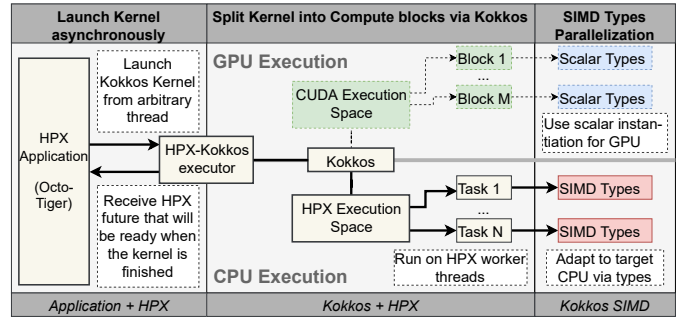 Launch Kernel
asynchronously
Split Kernel into Compute blocks via Kokkos
SIMD Types
Parallelization
HPX
Application
(Octo-
Tiger)
Launch
Kokkos Kernel
from arbitrary
thread
Receive HPX
future that will
be ready when
the kernel is
finished
HPX-Kokkos
executor
GPU Execution
CUDA Execution
Space
Block 1
...
Block M
Scalar Types
Scalar Types
Use scalar instan-
tiation for GPU
Kokkos
HPX Execution
Space
Task 1
...
Task N
SIMD Types
SIMD Types
Run on HPX worker
threads
Adapt to target
CPU via types
CPU Execution
Application + HPX
Kokkos + HPX
Kokkos SIMD